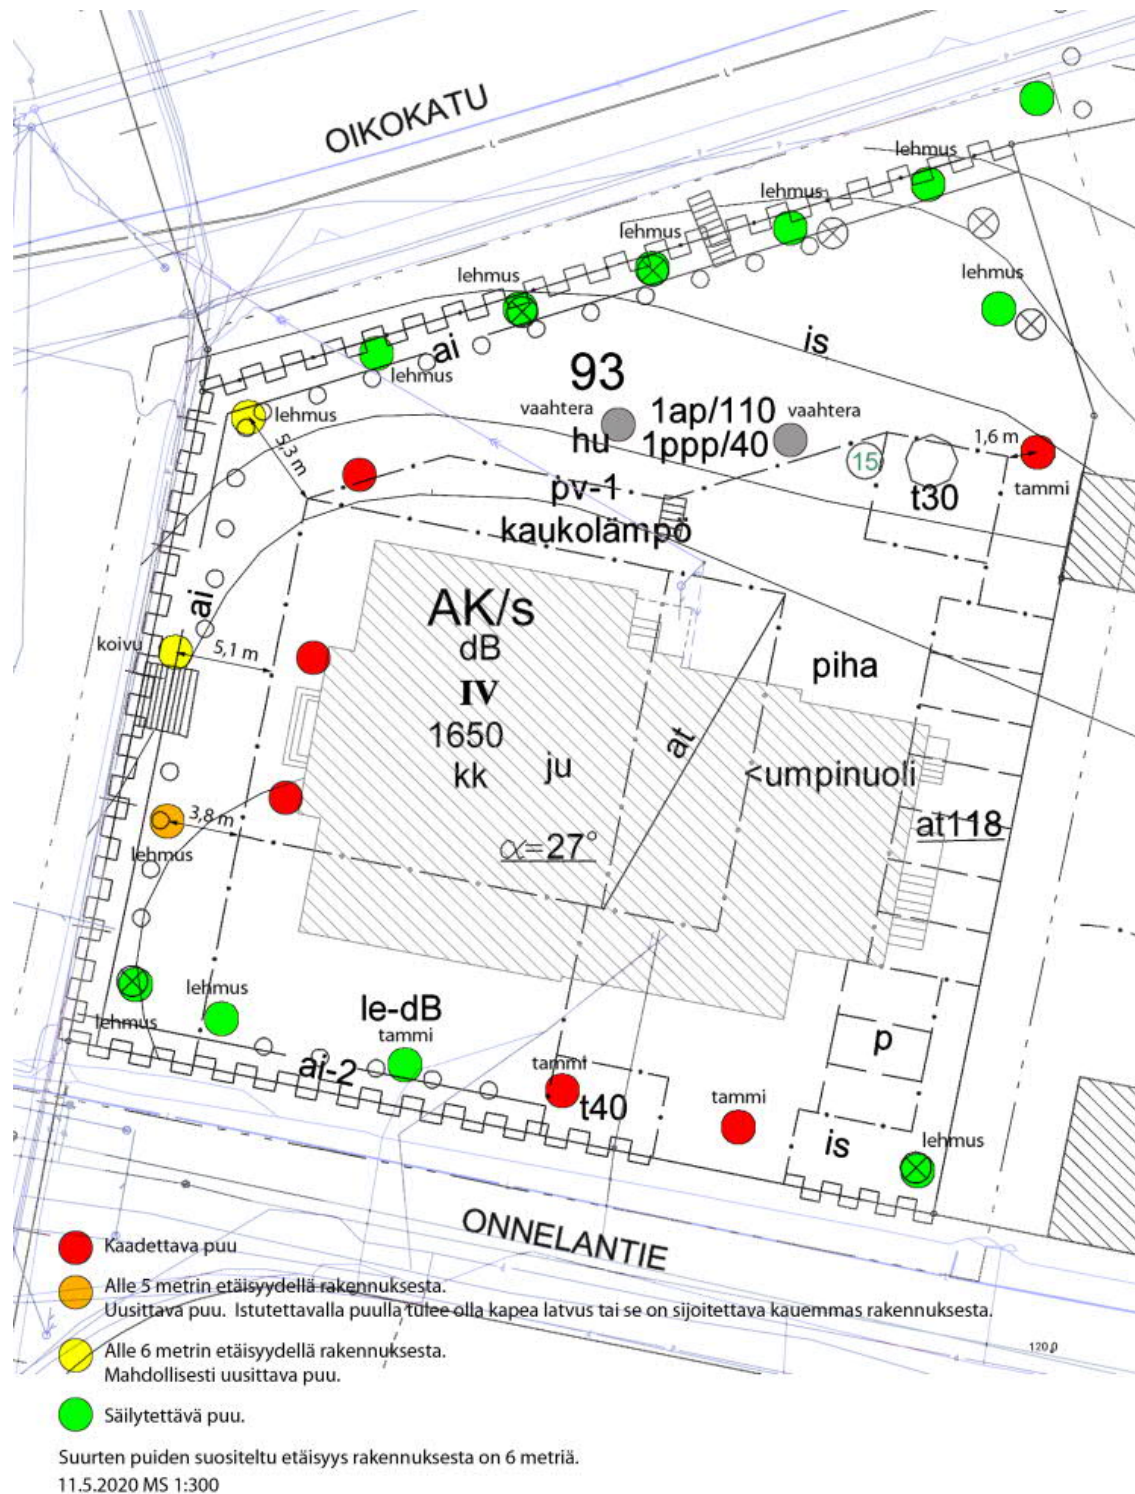 OIKOKATU
lehmus
lehmus
lehmus
lehmus
lehmus
is
ai
lehmus
93
vaahtera
1ap/110
vaahtera
lehmus
hu
1ppp/40
1,6 m
5,3 m
15
tammi
pv-1
t30
kaukolämpö
ai
AK/s
dB
koivu
5,1 m
piha
IV
1650
at
kk
ju
<umpinuoli
3,8 m
at118
α=27°
lehmus
lehmus
le-dB
lehmus
tammi
p
ai-2
tammi
t40
tammi
is
lehmus
ONNELANTIE
Kaadettava puu
Alle 5 metrin etäisyydellä rakennuksesta.
Uusittava puu. Istutettavalla puulla tulee olla kapea latvus tai se on sijoitettava kauemmas rakennuksesta.
120,0
Alle 6 metrin etäisyydellä rakennuksesta.
Mahdollisesti uusittava puu.
Säilytettävä puu.
Suurten puiden suositeltu etäisyys rakennuksesta on 6 metriä.
11.5.2020 MS 1:300